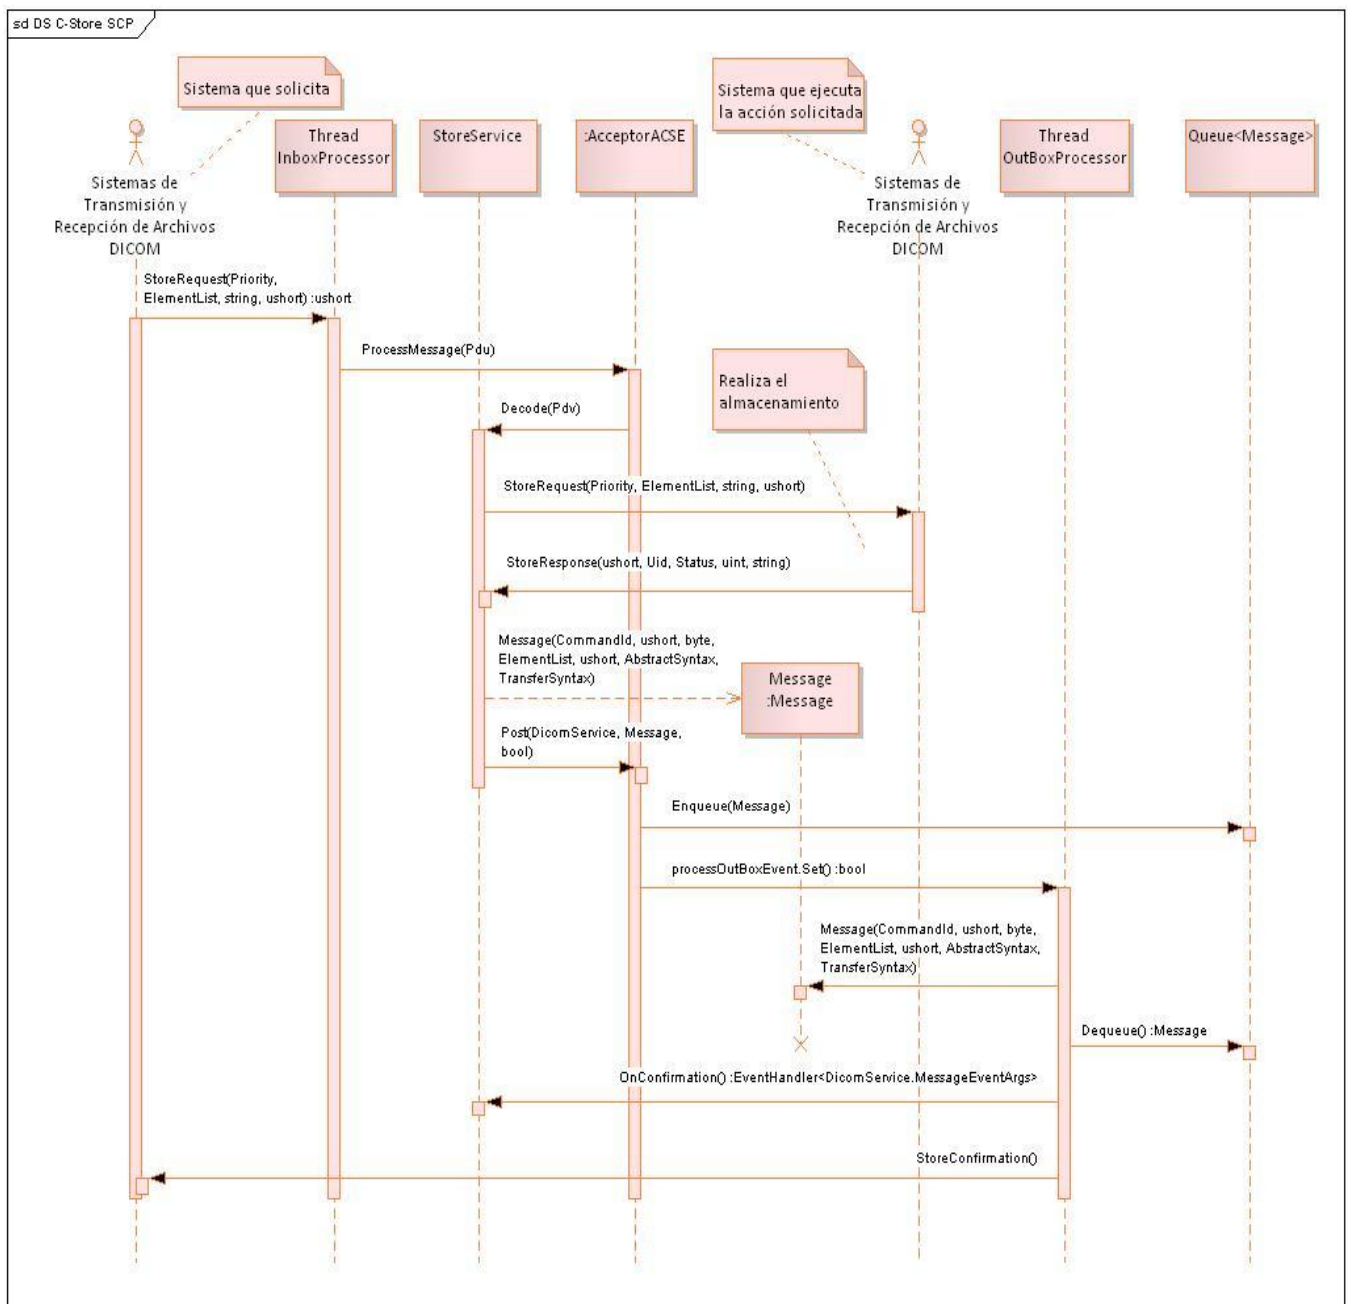 sd DS C-Store SCP
Sistema que solicita
Sistema que ejecuta
la acción solicitada
Thread
InboxProcessor
StoreService
:AcceptorACSE
Thread
OutBoxProcessor
Queue<Message>
Sistemas de
Transmisión y
Recepción de Archivos
DICOM
Sistemas de
Transmisión y
Recepción de Archivos
DICOM
StoreRequest(Priority,
ElementList, string, ushort) :ushort
ProcessMessage(Pdu)
Realiza el
almacenamiento
Decode(Pdv)
StoreRequest(Priority, ElementList, string, ushort)
StoreResponse(ushort, Uid, Status, uint, string)
Message(CommandId, ushort, byte,
ElementList, ushort, AbstractSyntax,
TransferSyntax)
Message
:Message
Post(DicomService, Message,
bool)
Enqueue(Message)
processOutBoxEvent.Set() :bool
Message(CommandId, ushort, byte,
ElementList, ushort, AbstractSyntax,
TransferSyntax)
Dequeue() :Message
OnConfirmation() :EventHandler<DicomService.MessageEventArgs>
StoreConfirmation()